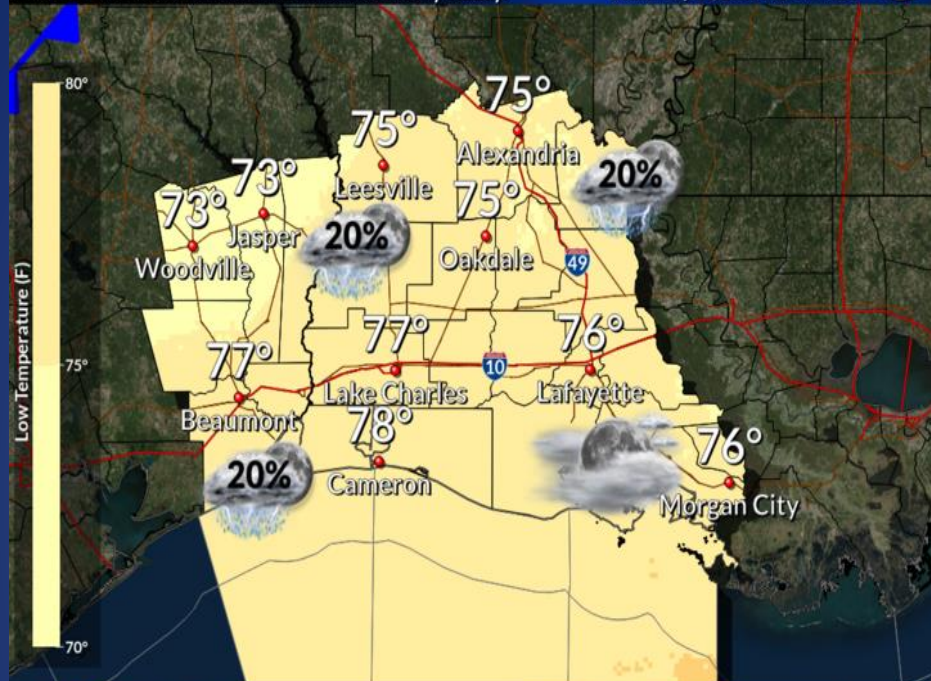 80°
75°
75°
Alexandria
20%
75°
Leesville
73°
Jasper
73°
Woodville
20%
75°
Oakdale
49
Low Temperature (F)
75°
77°
Beaumont
77°
Lake Charles
10
76°
Lafayette
78°
Cameron
20%
76°
Morgan City
70°